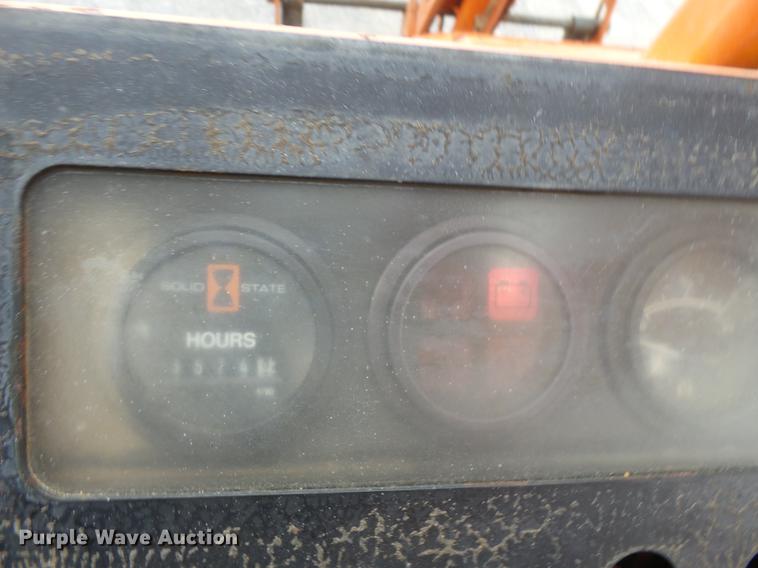 SOLID STATE
HOURS
Purple Wave Auction